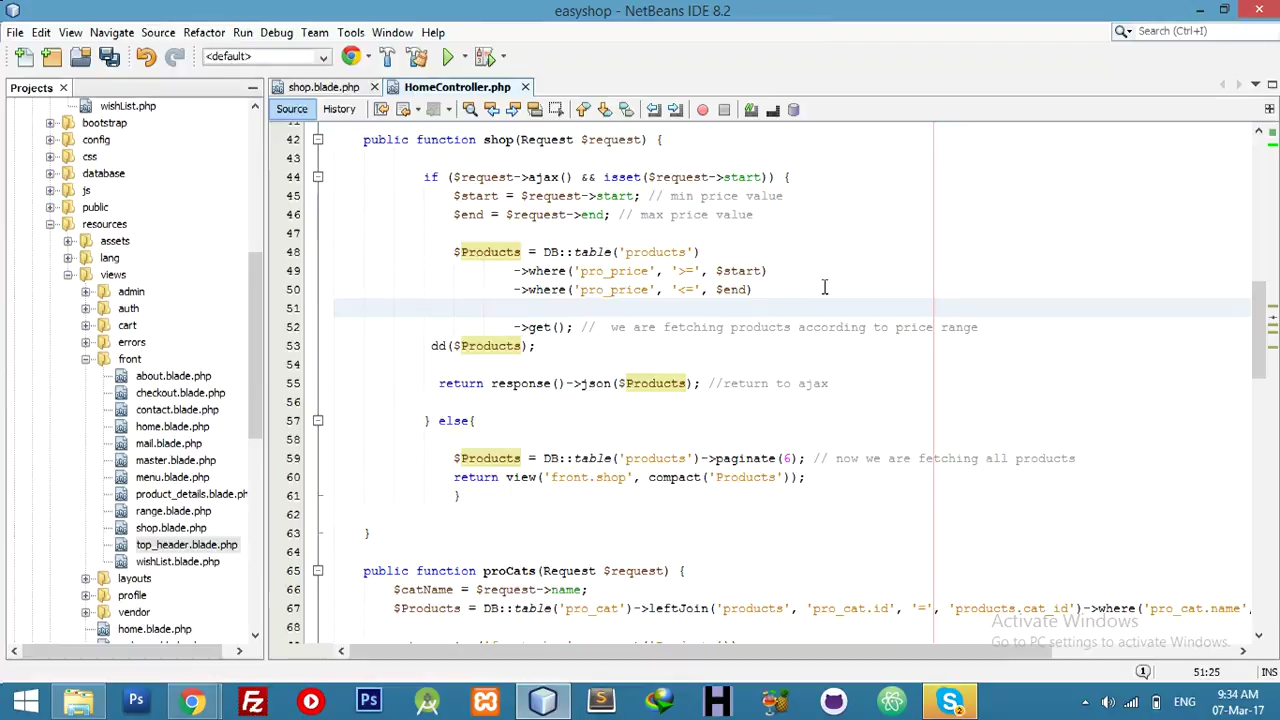 easyshop - NetBeans IDE 8.2
File Edit View Navigate Source Refactor Run Debug Team Tools Window Help
Search (Ctrl+I)
<default>
Projects
shop.blade.php
HomeController.php
Source History
wishList.php
bootstrap
config
css
database
js
public
resources
assets
lang
views
admin
auth
cart
errors
front
about.blade.php
checkout.blade.php
contact.blade.php
home.blade.php
mail.blade.php
master.blade.php
menu.blade.php
product_details.blade.ph
range.blade.php
shop.blade.php
top_header.blade.php
wishList.blade.php
layouts
profile
vendor
home.blade.php
42 public function shop(Request $request) {
43
44 if ($request->ajax() && isset($request->start)) {
45 $start = $request->start; // min price value
46 $end = $request->end; // max price value
47
48 $Products = DB::table('products')
49 ->where('pro_price', '>=', $start)
50 ->where('pro_price', '<=', $end)
51
52 ->get(); // we are fetching products according to price range
53 dd($Products);
54
55 return response()->json($Products); //return to ajax
56
57 } else{
58
59 $Products = DB::table('products')->paginate(6); // now we are fetching all products
60 return view('front.shop', compact('Products'));
61 }
62
63 }
64
65 public function proCats(Request $request) {
66 $catName = $request->name;
67 $Products = DB::table('pro_cat')->leftJoin('products', 'pro_cat.id', '=', 'products.cat_id')->where('pro_cat.name',
68
Activate Windows
Go to PC settings to activate Windows.
51:25 INS
ENG
9:34 AM
07-Mar-17